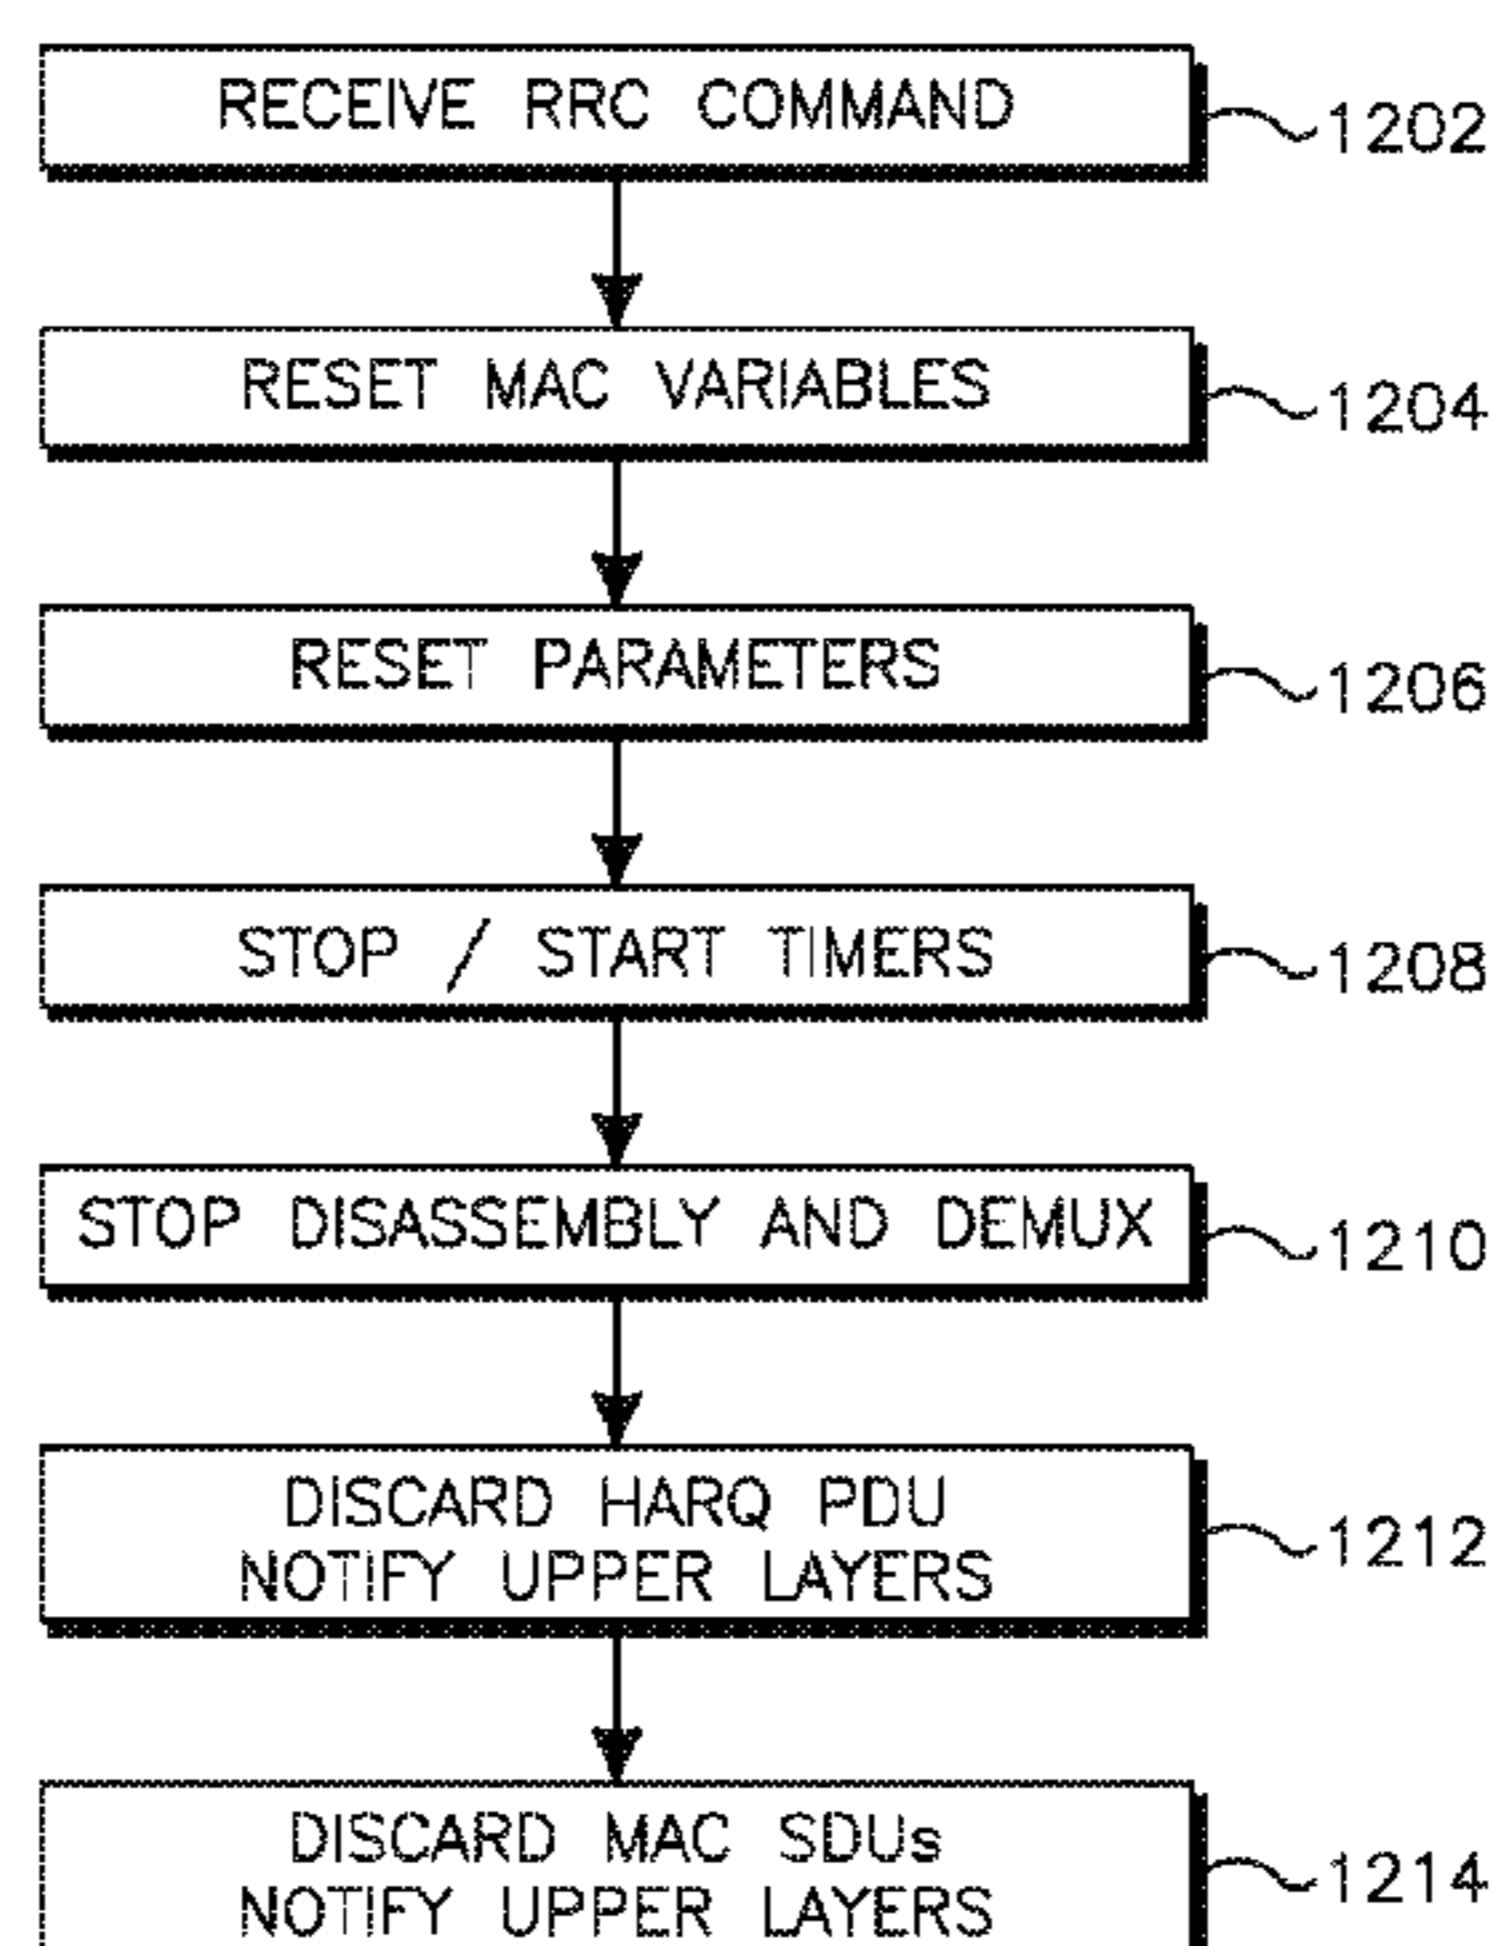 RECEIVE RRC COMMAND
1202
RESET MAC VARIABLES
1204
RESET PARAMETERS
1206
STOP / START TIMERS
1208
STOP DISASSEMBLY AND DEMUX
1210
DISCARD HARQ PDU
NOTIFY UPPER LAYERS
1212
DISCARD MAC SDUs
NOTIFY UPPER LAYERS
1214